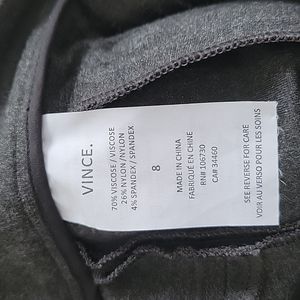 VINCE.
70% VISCOSE / VISCOSE
26% NYLON / NYLON
4% SPANDEX / SPANDEX
8
MADE IN CHINA
FABRIQUÉ EN CHINE
RN# 106730
CA# 34460
SEE REVERSE FOR CARE
VOIR AU VERSO POUR LES SOINS